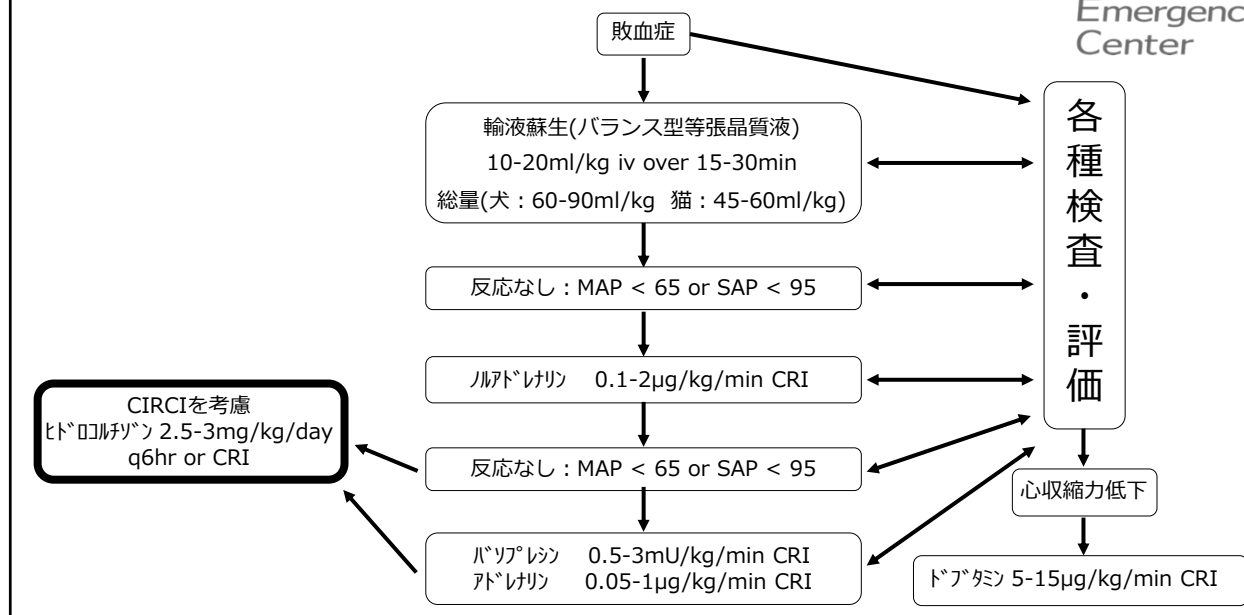 Emergenc
Center
敗血症
輸液蘇生(バランス型等張晶質液)
10-20ml/kg iv over 15-30min
総量(犬：60-90ml/kg 猫：45-60ml/kg)
反応なし：MAP < 65 or SAP < 95
ﾉﾙｱﾄﾞﾚﾅﾘﾝ 0.1-2μg/kg/min CRI
反応なし：MAP < 65 or SAP < 95
ﾊﾞｿﾌﾟﾚｼﾝ 0.5-3mU/kg/min CRI
ｱﾄﾞﾚﾅﾘﾝ 0.05-1μg/kg/min CRI
CIRCIを考慮
ﾋﾄﾞﾛｺﾙﾁｿﾞﾝ 2.5-3mg/kg/day
q6hr or CRI
各種検査・評価
心収縮力低下
ﾄﾞﾌﾞﾀﾐﾝ 5-15μg/kg/min CRI